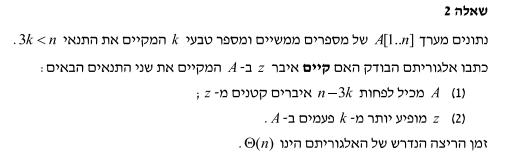 שאלה 2
נתונים מערך A[1..n] של מספרים ממשיים ומספר טבעי k המקיים את התנאי 3k < n.
כתבו אלגוריתם הבודק האם קיים איבר z ב- A המקיים את שני התנאים הבאים:
(1) A מכיל לפחות n−3k איברים קטנים מ- z ;
(2) z מופיע יותר מ- k פעמים ב- A.
זמן הריצה הנדרש של האלגוריתם הינו Θ(n).